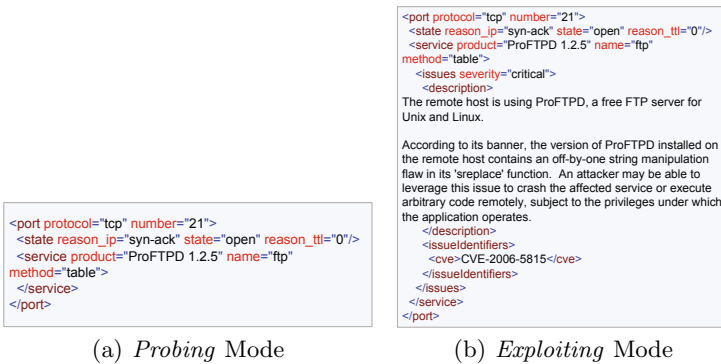 <port protocol="tcp" number="21">
<state reason_ip="syn-ack" state="open" reason_ttl="0"/>
<service product="ProFTPD 1.2.5" name="ftp"
method="table">
</service>
</port>
(a) Probing Mode
<port protocol="tcp" number="21">
<state reason_ip="syn-ack" state="open" reason_ttl="0"/>
<service product="ProFTPD 1.2.5" name="ftp"
method="table">
<issues severity="critical">
<description>
The remote host is using ProFTPD, a free FTP server for
Unix and Linux.
According to its banner, the version of ProFTPD installed on
the remote host contains an off-by-one string manipulation
flaw in its 'sreplace' function. An attacker may be able to
leverage this issue to crash the affected service or execute
arbitrary code remotely, subject to the privileges under which
the application operates.
</description>
<issueIdentifiers>
<cve>CVE-2006-5815</cve>
</issueIdentifiers>
</issues>
</service>
</port>
(b) Exploiting Mode